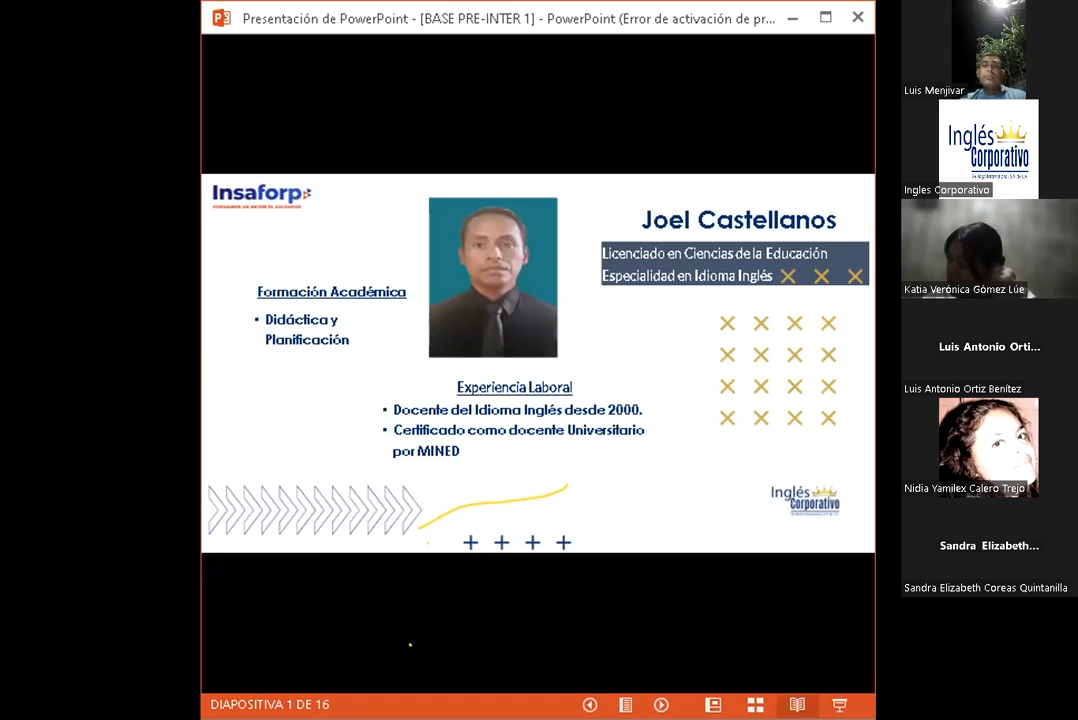 Presentación de PowerPoint - [BASE PRE-INTER 1] - PowerPoint (Error de activación de pr...
Insaforp
Joel Castellanos
Licenciado en Ciencias de la Educación
Especialidad en Idioma Inglés
Formación Académica
• Didáctica y
Planificación
Experiencia Laboral
• Docente del Idioma Inglés desde 2000.
• Certificado como docente Universitario
por MINED
Inglés
Corporativo
DIAPOSITIVA 1 DE 16
Luis Menjivar
Inglés
Corporativo
Ingles Corporativo
Katia Verónica Gómez Lúe
Luis Antonio Orti...
Luis Antonio Ortiz Benítez
Nidia Yamilex Calero Trejo
Sandra Elizabeth...
Sandra Elizabeth Coreas Quintanilla